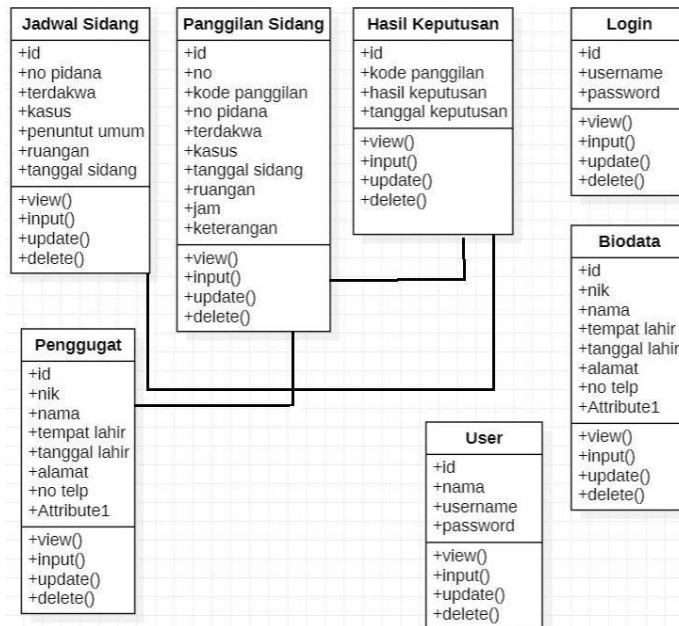 Jadwal Sidang
+id
+no pidana
+terdakwa
+kasus
+penuntut umum
+ruangan
+tanggal sidang
+view()
+input()
+update()
+delete()
Panggilan Sidang
+id
+no
+kode panggilan
+no pidana
+terdakwa
+kasus
+tanggal sidang
+ruangan
+jam
+keterangan
+view()
+input()
+update()
+delete()
Hasil Keputusan
+id
+kode panggilan
+hasil keputusan
+tanggal keputusan
+view()
+input()
+update()
+delete()
Login
+id
+username
+password
+view()
+input()
+update()
+delete()
Biodata
+id
+nik
+nama
+tempat lahir
+tanggal lahir
+alamat
+no telp
+Attribute1
+view()
+input()
+update()
+delete()
Penggugat
+id
+nik
+nama
+tempat lahir
+tanggal lahir
+alamat
+no telp
+Attribute1
+view()
+input()
+update()
+delete()
User
+id
+nama
+username
+password
+view()
+input()
+update()
+delete()